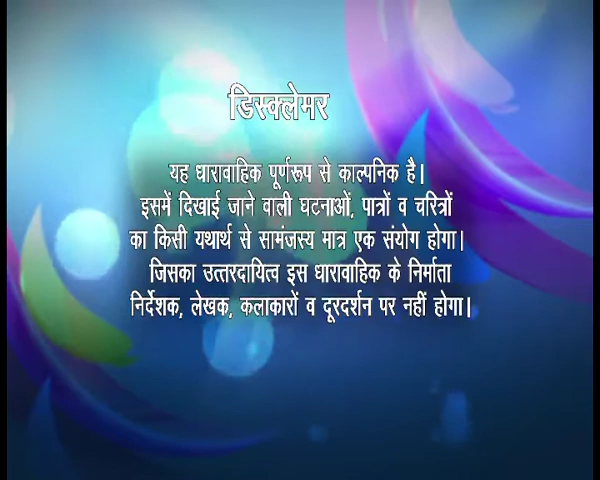 डिस्क्लेमर
यह धारावाहिक पूर्णरूप से काल्पनिक है।
इसमें दिखाई जाने वाली घटनाओं, पात्रों व चरित्रों
का किसी यथार्थ से सामंजस्य मात्र एक संयोग होगा।
जिसका उत्तरदायित्व इस धारावाहिक के निर्माता
निर्देशक, लेखक, कलाकारों व दूरदर्शन पर नहीं होगा।